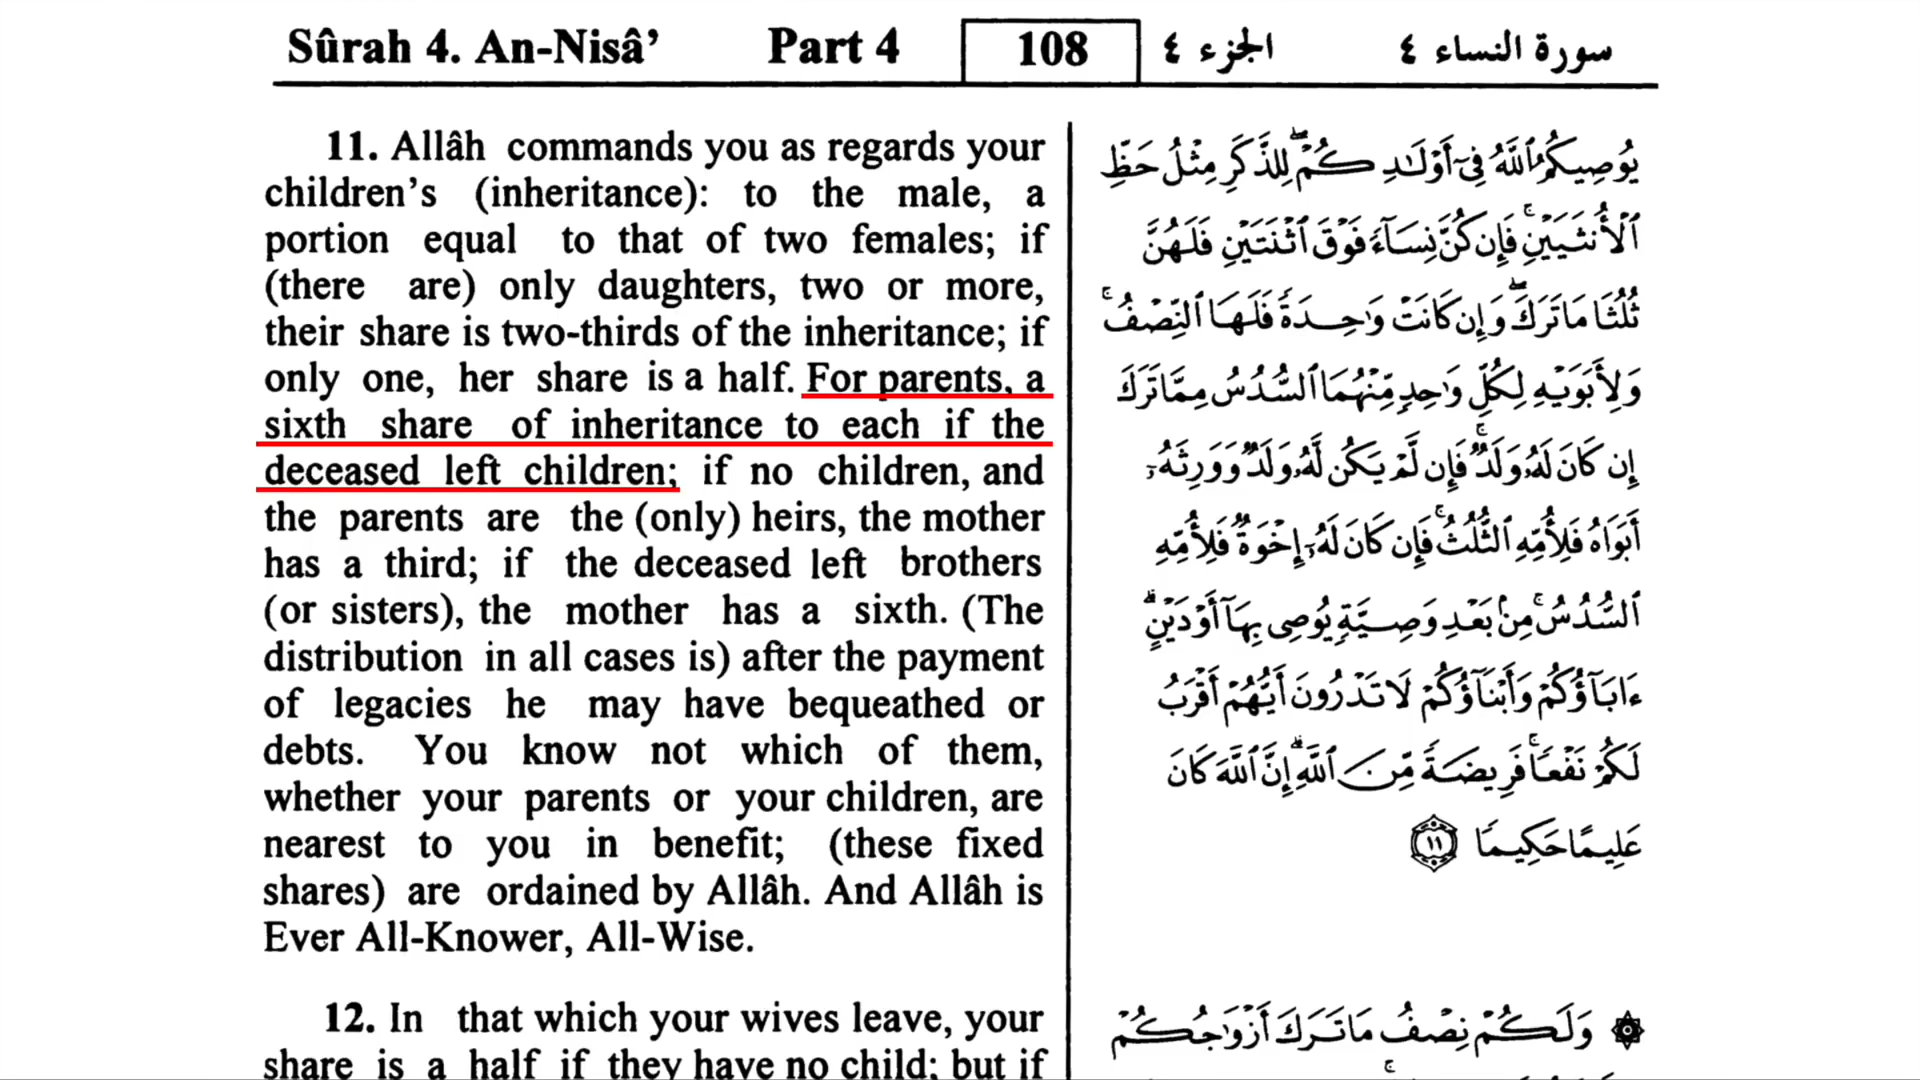 Sûrah 4. An-Nisâ’ Part 4 108 الجزء ٤ سورة النساء ٤
11. Allâh commands you as regards your
children’s (inheritance): to the male, a
portion equal to that of two females; if
(there are) only daughters, two or more,
their share is two-thirds of the inheritance; if
only one, her share is a half. For parents, a
sixth share of inheritance to each if the
deceased left children; if no children, and
the parents are the (only) heirs, the mother
has a third; if the deceased left brothers
(or sisters), the mother has a sixth. (The
distribution in all cases is) after the payment
of legacies he may have bequeathed or
debts. You know not which of them,
whether your parents or your children, are
nearest to you in benefit; (these fixed
shares) are ordained by Allâh. And Allâh is
Ever All-Knower, All-Wise.
12. In that which your wives leave, your
share is a half if they have no child; but if
يُوصِيكُمُ ٱللَّهُ فِىٓ أَوْلَـٰدِكُمْ ۖ لِلذَّكَرِ مِثْلُ حَظِّ
ٱلْأُنثَيَيْنِ ۚ فَإِن كُنَّ نِسَآءً فَوْقَ ٱثْنَتَيْنِ فَلَهُنَّ
ثُلُثَا مَا تَرَكَ ۖ وَإِن كَانَتْ وَٰحِدَةً فَلَهَا ٱلنِّصْفُ ۚ
وَلِأَبَوَيْهِ لِكُلِّ وَٰحِدٍ مِّنْهُمَا ٱلسُّدُسُ مِمَّا تَرَكَ
إِن كَانَ لَهُۥ وَلَدٌ ۚ فَإِن لَّمْ يَكُن لَّهُۥ وَلَدٌ وَوَرِثَهُۥٓ
أَبَوَاهُ فَلِأُمِّهِ ٱلثُّلُثُ ۚ فَإِن كَانَ لَهُۥٓ إِخْوَةٌ فَلِأُمِّهِ
ٱلسُّدُسُ ۚ مِنۢ بَعْدِ وَصِيَّةٍ يُوصِى بِهَآ أَوْ دَيْنٍ ۗ
ءَابَآؤُكُمْ وَأَبْنَآؤُكُمْ لَا تَدْرُونَ أَيُّهُمْ أَقْرَبُ
لَكُمْ نَفْعًا ۚ فَرِيضَةً مِّنَ ٱللَّهِ ۗ إِنَّ ٱللَّهَ كَانَ
عَلِيمًا حَكِيمًا ١١
۞ وَلَكُمْ نِصْفُ مَا تَرَكَ أَزْوَٰجُكُمْ